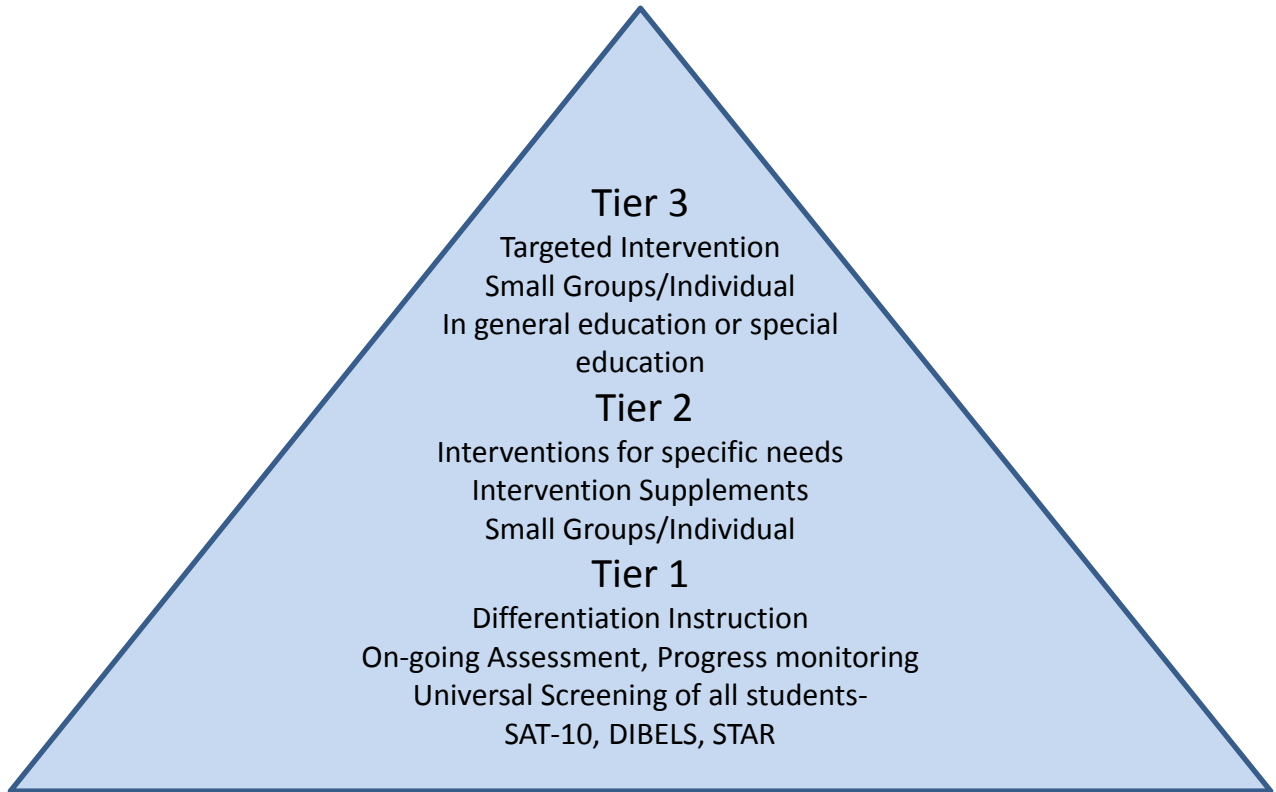 Tier 3
Targeted Intervention
Small Groups/Individual
In general education or special
education
Tier 2
Interventions for specific needs
Intervention Supplements
Small Groups/Individual
Tier 1
Differentiation Instruction
On-going Assessment, Progress monitoring
Universal Screening of all students-
SAT-10, DIBELS, STAR